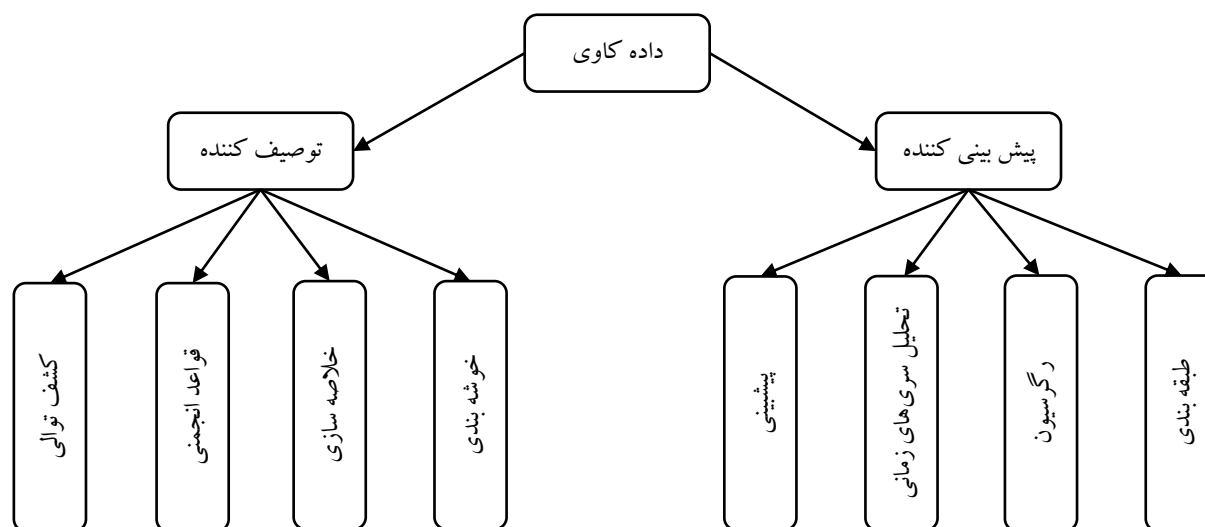 داده کاوی
پیش بینی کننده
توصیف کننده
طبقه بندی
رگرسیون
تحلیل سری‌های زمانی
پیشبینی
خوشه بندی
خلاصه سازی
قواعد انجمنی
کشف توالی